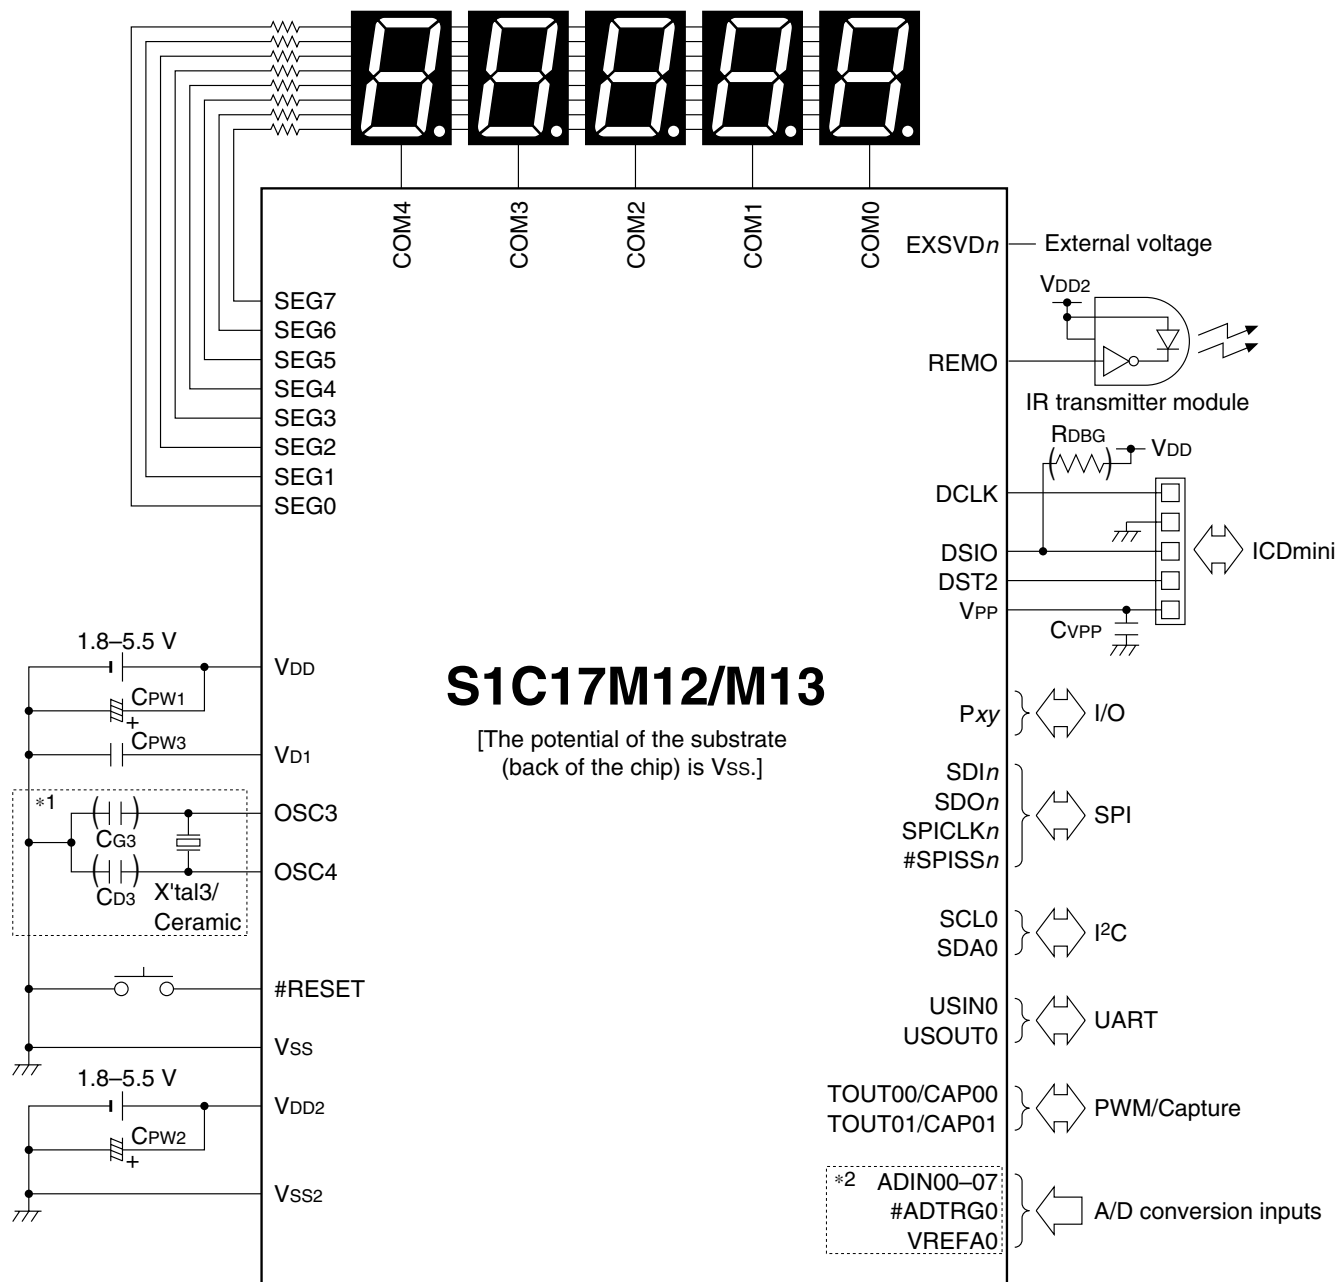 COM4
COM3
COM2
COM1
COM0
EXSVDn
External voltage
SEG7
SEG6
SEG5
SEG4
SEG3
SEG2
SEG1
SEG0
VDD2
REMO
IR transmitter module
RDBG
VDD
DCLK
DSIO
DST2
VPP
CVPP
ICDmini
1.8–5.5 V
VDD
CPW1
+
CPW3
VD1
*1
OSC3
CG3
OSC4
CD3
X'tal3/
Ceramic
#RESET
VSS
1.8–5.5 V
VDD2
CPW2
+
VSS2
S1C17M12/M13
[The potential of the substrate
(back of the chip) is VSS.]
Pxy
I/O
SDIn
SDOn
SPICLKn
#SPISSn
SPI
SCL0
SDA0
I²C
USIN0
USOUT0
UART
TOUT00/CAP00
TOUT01/CAP01
PWM/Capture
*2 ADIN00–07
#ADTRG0
VREFA0
A/D conversion inputs